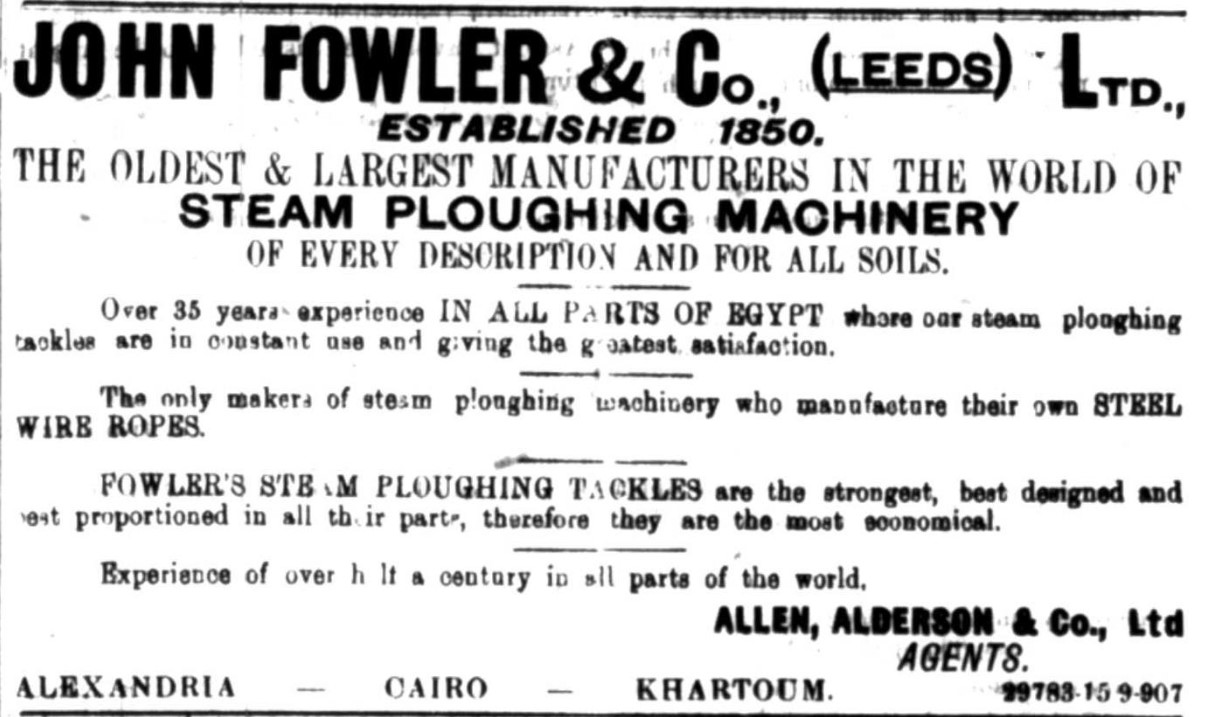 JOHN FOWLER & Co., (LEEDS) LTD.,
ESTABLISHED 1850.
THE OLDEST & LARGEST MANUFACTURERS IN THE WORLD OF
STEAM PLOUGHING MACHINERY
OF EVERY DESCRIPTION AND FOR ALL SOILS.
Over 35 years experience IN ALL PARTS OF EGYPT where our steam ploughing
tackles are in constant use and giving the greatest satisfaction.
The only makers of steam ploughing machinery who manufacture their own STEEL
WIRE ROPES.
FOWLER'S STEAM PLOUGHING TACKLES are the strongest, best designed and
best proportioned in all their parts, therefore they are the most economical.
Experience of over half a century in all parts of the world.
ALLEN, ALDERSON & Co., Ltd
AGENTS.
ALEXANDRIA — CAIRO — KHARTOUM. 29783-15 9-907